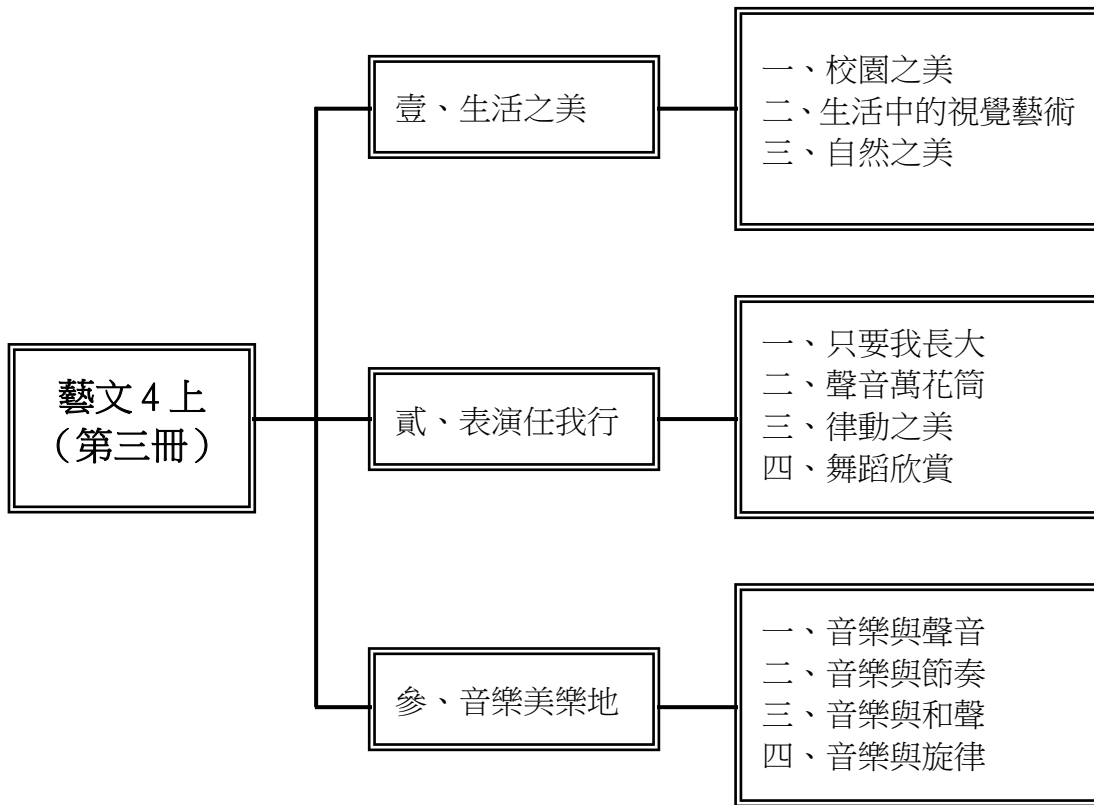 藝文4上
（第三冊）
壹、生活之美
一、校園之美
二、生活中的視覺藝術
三、自然之美
貳、表演任我行
一、只要我長大
二、聲音萬花筒
三、律動之美
四、舞蹈欣賞
參、音樂美樂地
一、音樂與聲音
二、音樂與節奏
三、音樂與和聲
四、音樂與旋律